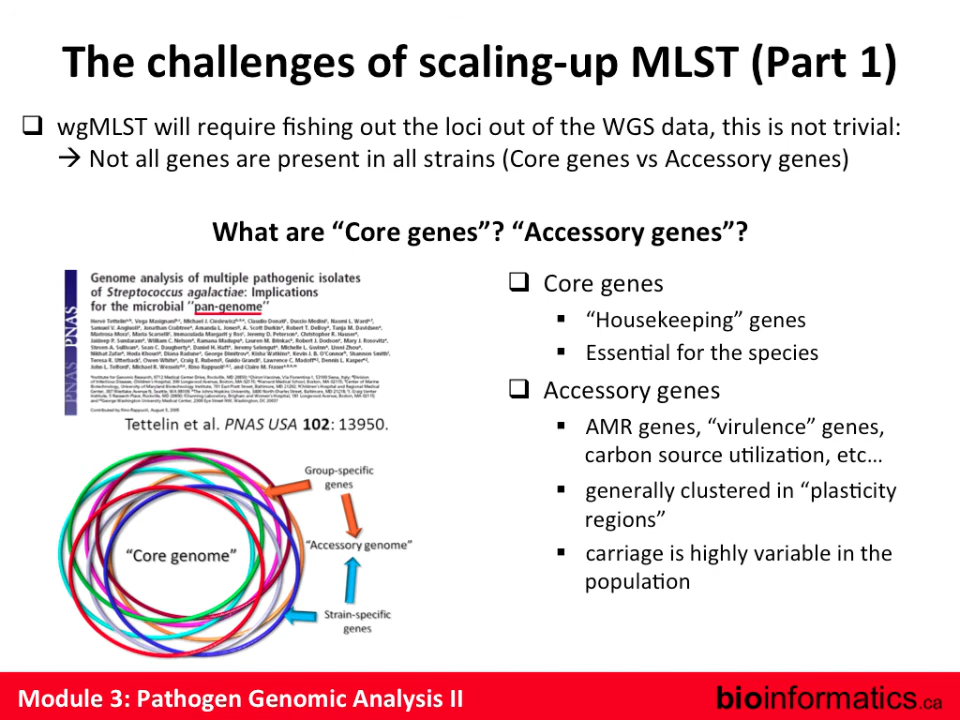 The challenges of scaling-up MLST (Part 1)
❑ wgMLST will require fishing out the loci out of the WGS data, this is not trivial:
→ Not all genes are present in all strains (Core genes vs Accessory genes)
What are “Core genes”? “Accessory genes”?
PNAS
Genome analysis of multiple pathogenic isolates
of Streptococcus agalactiae: Implications
for the microbial "pan-genome"
Tettelin et al. PNAS USA 102: 13950.
Group-specific
genes
“Core genome”
“Accessory genome”
Strain-specific
genes
❑ Core genes
▪ “Housekeeping” genes
▪ Essential for the species
❑ Accessory genes
▪ AMR genes, “virulence” genes,
carbon source utilization, etc…
▪ generally clustered in “plasticity
regions”
▪ carriage is highly variable in the
population
Module 3: Pathogen Genomic Analysis II
bioinformatics.ca